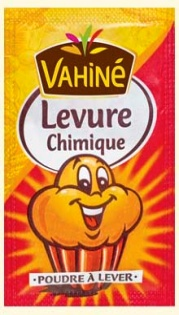 VAHINÉ
Levure
Chimique
·POUDRE À LEVER·